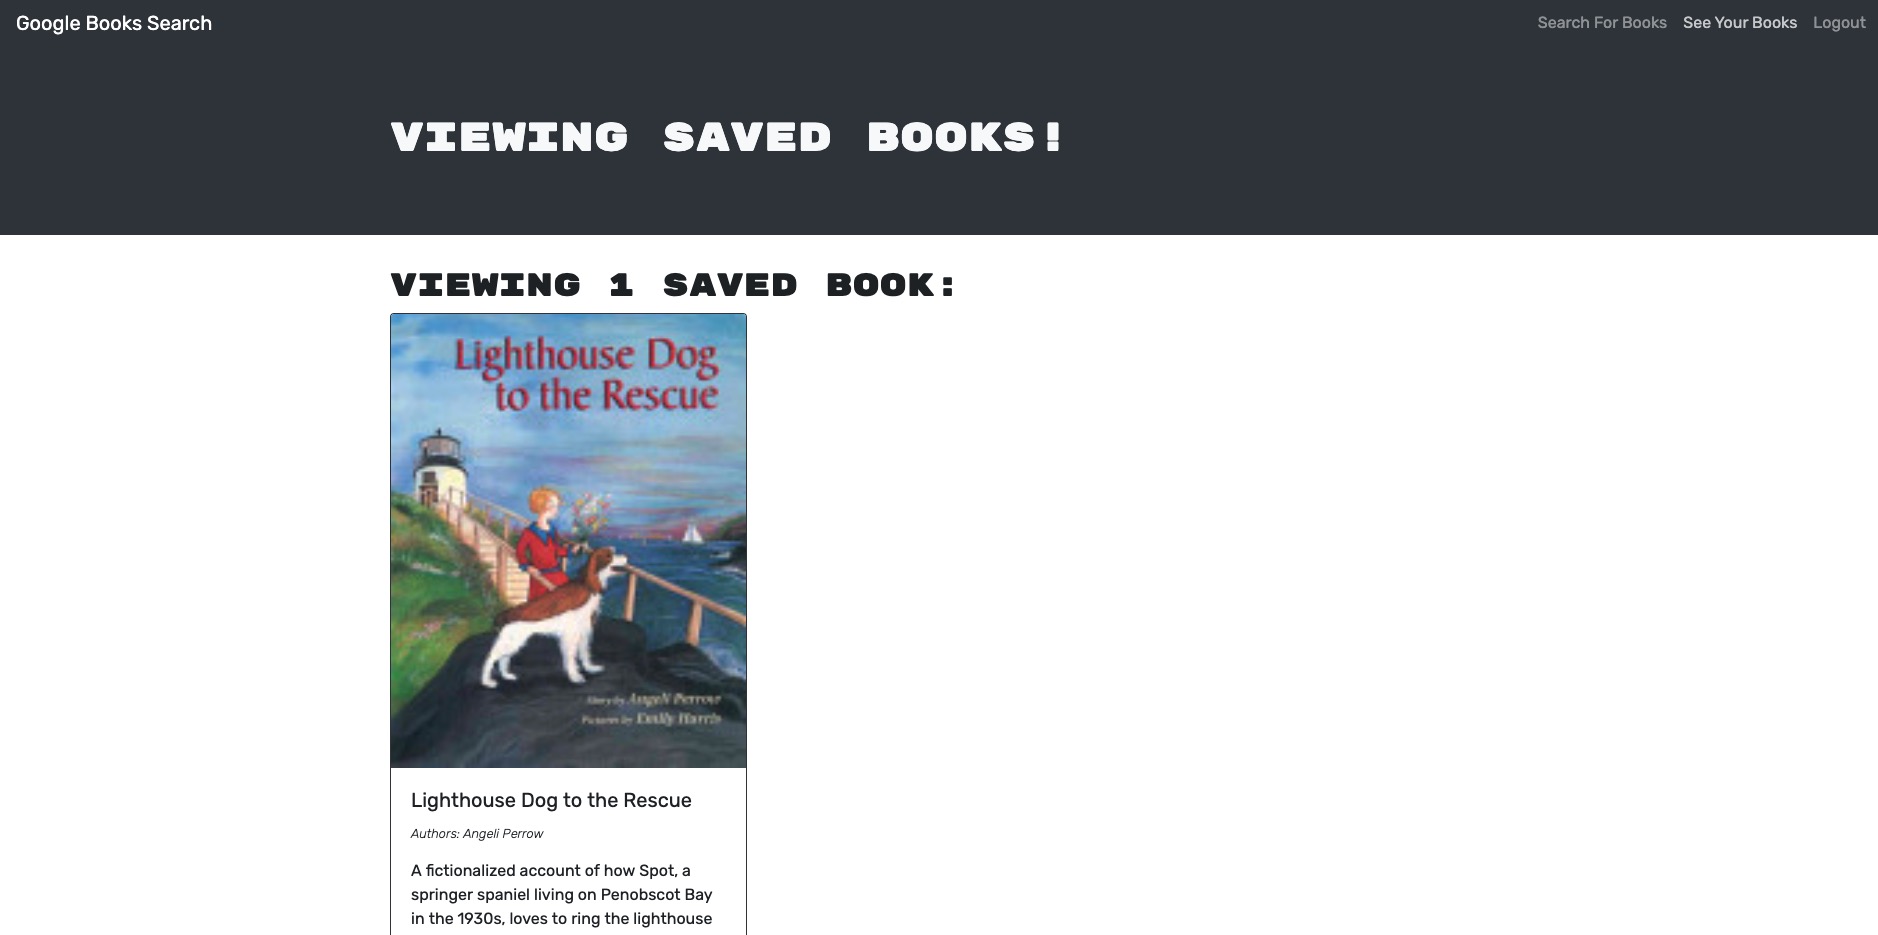 Google Books Search
Search For Books See Your Books Logout
VIEWING SAVED BOOKS!
VIEWING 1 SAVED BOOK:
Lighthouse Dog
to the Rescue
Story by Angeli Perrow
Pictures by Emily Harris
Lighthouse Dog to the Rescue
Authors: Angeli Perrow
A fictionalized account of how Spot, a
springer spaniel living on Penobscot Bay
in the 1930s, loves to ring the lighthouse